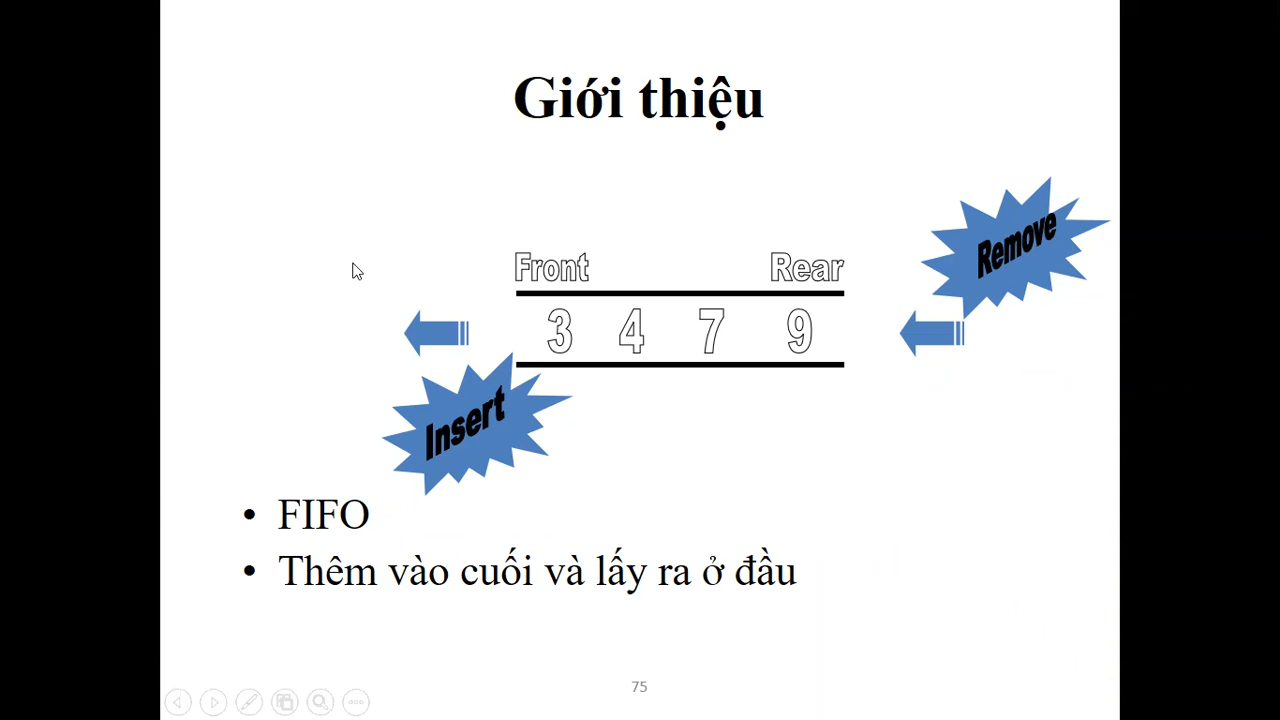 Giới thiệu
Remove
Front Rear
3 4 7 9
Insert
• FIFO
• Thêm vào cuối và lấy ra ở đầu
75